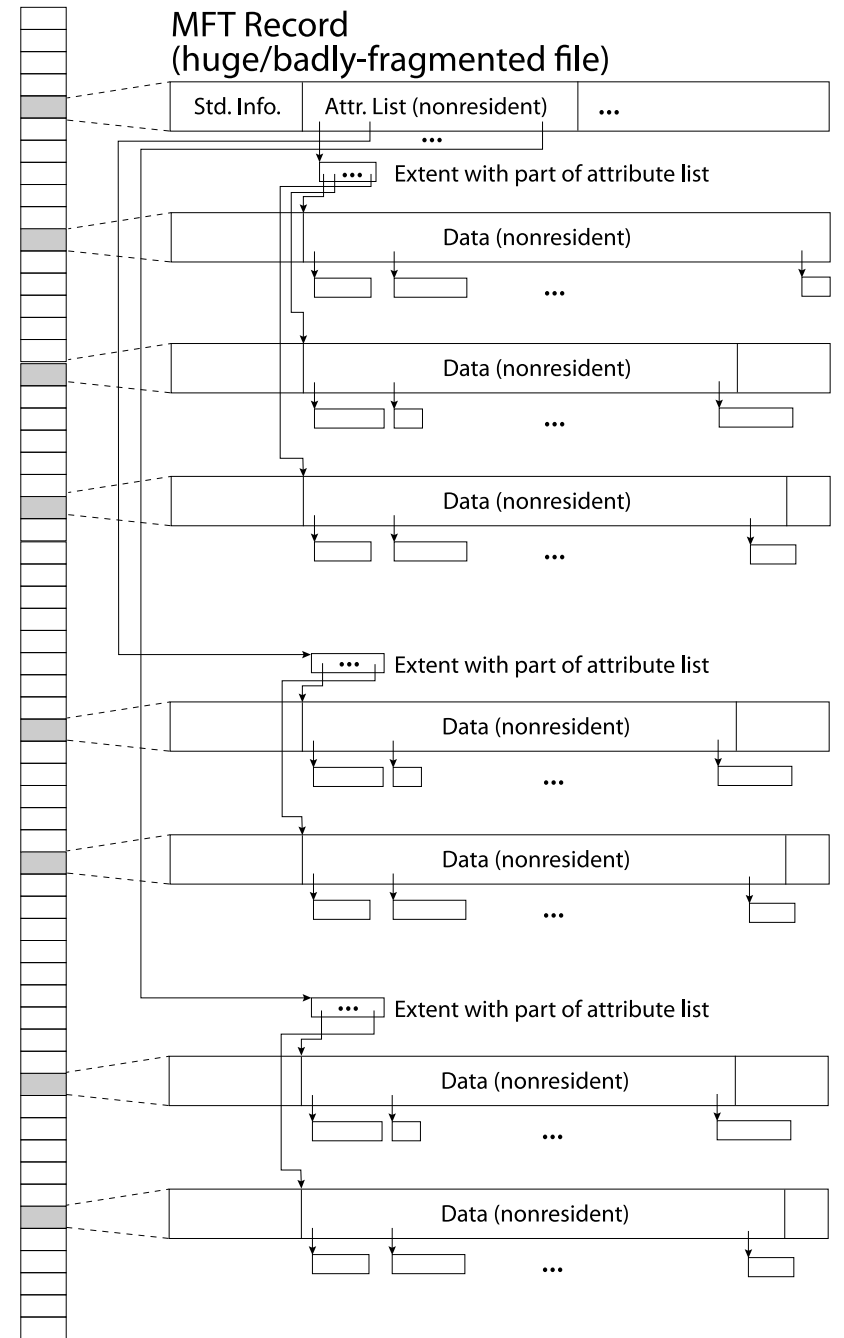 MFT Record
(huge/badly-fragmented file)
Std. Info.
Attr. List (nonresident)
...
...
...
Extent with part of attribute list
Data (nonresident)
...
Data (nonresident)
...
Data (nonresident)
...
...
Extent with part of attribute list
Data (nonresident)
...
Data (nonresident)
...
...
Extent with part of attribute list
Data (nonresident)
...
Data (nonresident)
...